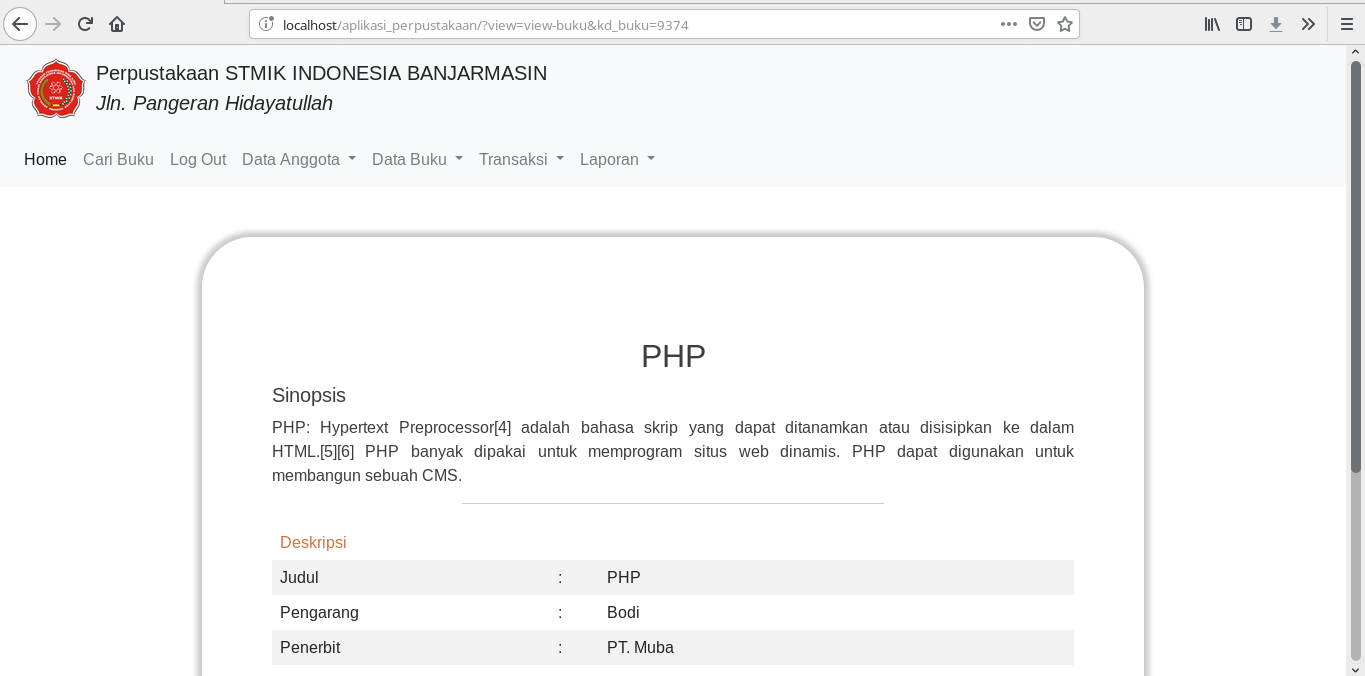 localhost/aplikasi_perpustakaan/?view=view-buku&kd_buku=9374
Perpustakaan STMIK INDONESIA BANJARMASIN
Jln. Pangeran Hidayatullah
Home Cari Buku Log Out Data Anggota Data Buku Transaksi Laporan
PHP
Sinopsis
PHP: Hypertext Preprocessor[4] adalah bahasa skrip yang dapat ditanamkan atau disisipkan ke dalam
HTML.[5][6] PHP banyak dipakai untuk memprogram situs web dinamis. PHP dapat digunakan untuk
membangun sebuah CMS.
Deskripsi
Judul : PHP
Pengarang : Bodi
Penerbit : PT. Muba